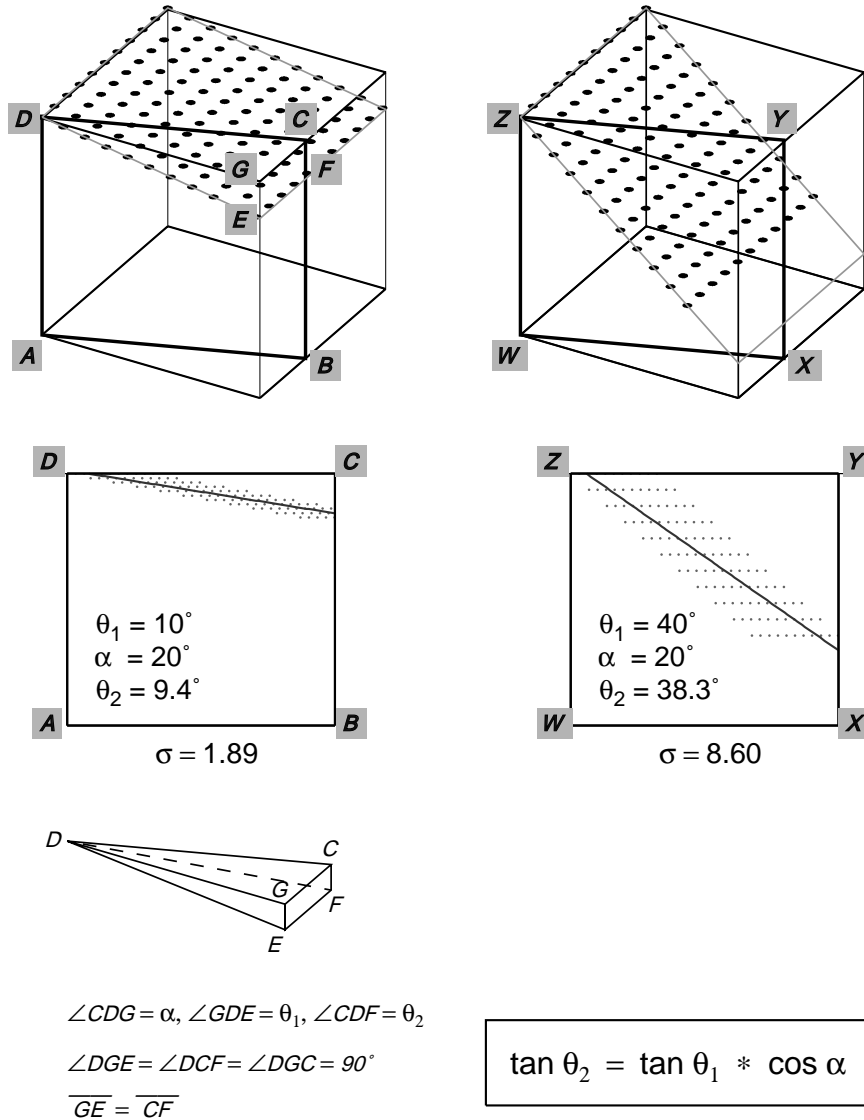 D
C
G
F
E
A
B
Z
Y
W
X
D
C
θ1 = 10°
α = 20°
θ2 = 9.4°
A
B
σ = 1.89
Z
Y
θ1 = 40°
α = 20°
θ2 = 38.3°
W
X
σ = 8.60
D
C
G
F
E
∠CDG = α, ∠GDE = θ1, ∠CDF = θ2
∠DGE = ∠DCF = ∠DGC = 90°
GE = CF
tan θ2 = tan θ1 * cos α